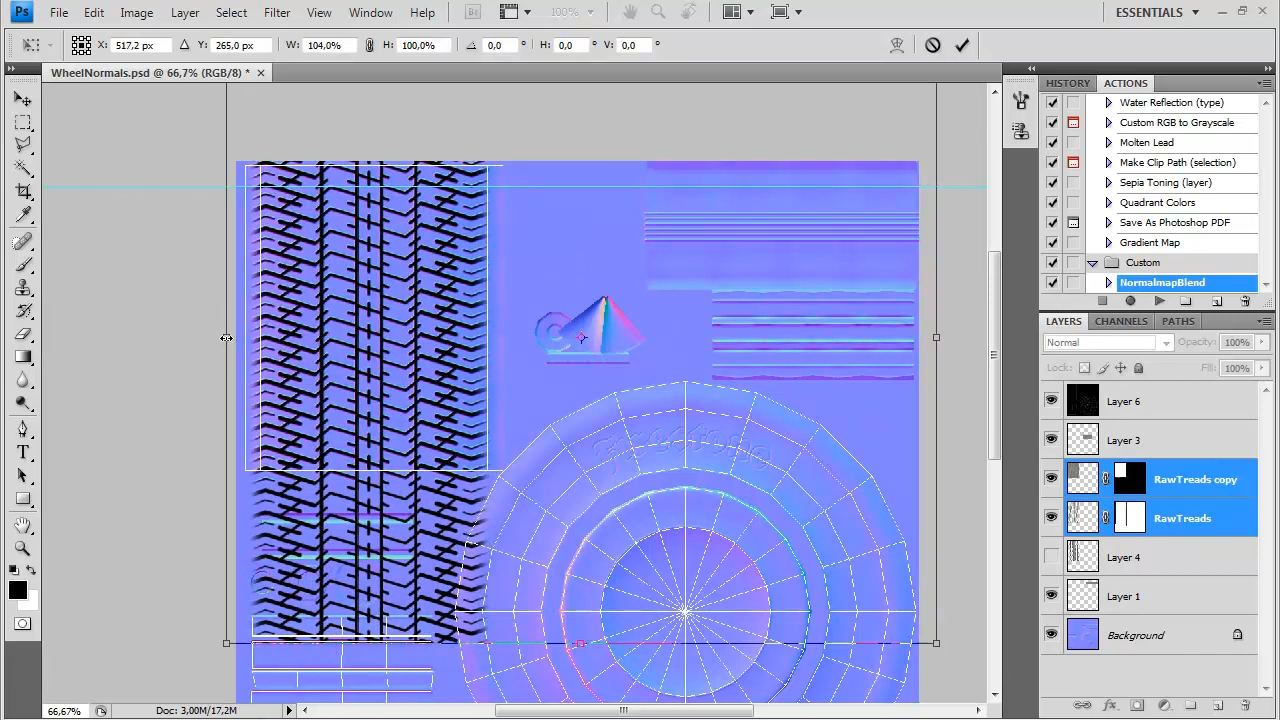 Ps File Edit Image Layer Select Filter View Window Help Br 100% ESSENTIALS
X: 517,2 px Y: 265,0 px W: 104,0% H: 100,0% 0,0 ° H: 0,0 ° V: 0,0 °
WheelNormals.psd @ 66,7% (RGB/8) *
HISTORY ACTIONS
Water Reflection (type)
Custom RGB to Grayscale
Molten Lead
Make Clip Path (selection)
Sepia Toning (layer)
Quadrant Colors
Save As Photoshop PDF
Gradient Map
Custom
NormalmapBlend
LAYERS CHANNELS PATHS
Normal Opacity: 100%
Lock: Fill: 100%
Layer 6
Layer 3
RawTreads copy
RawTreads
Layer 4
Layer 1
Background
66,67% Doc: 3,00M/17,2M